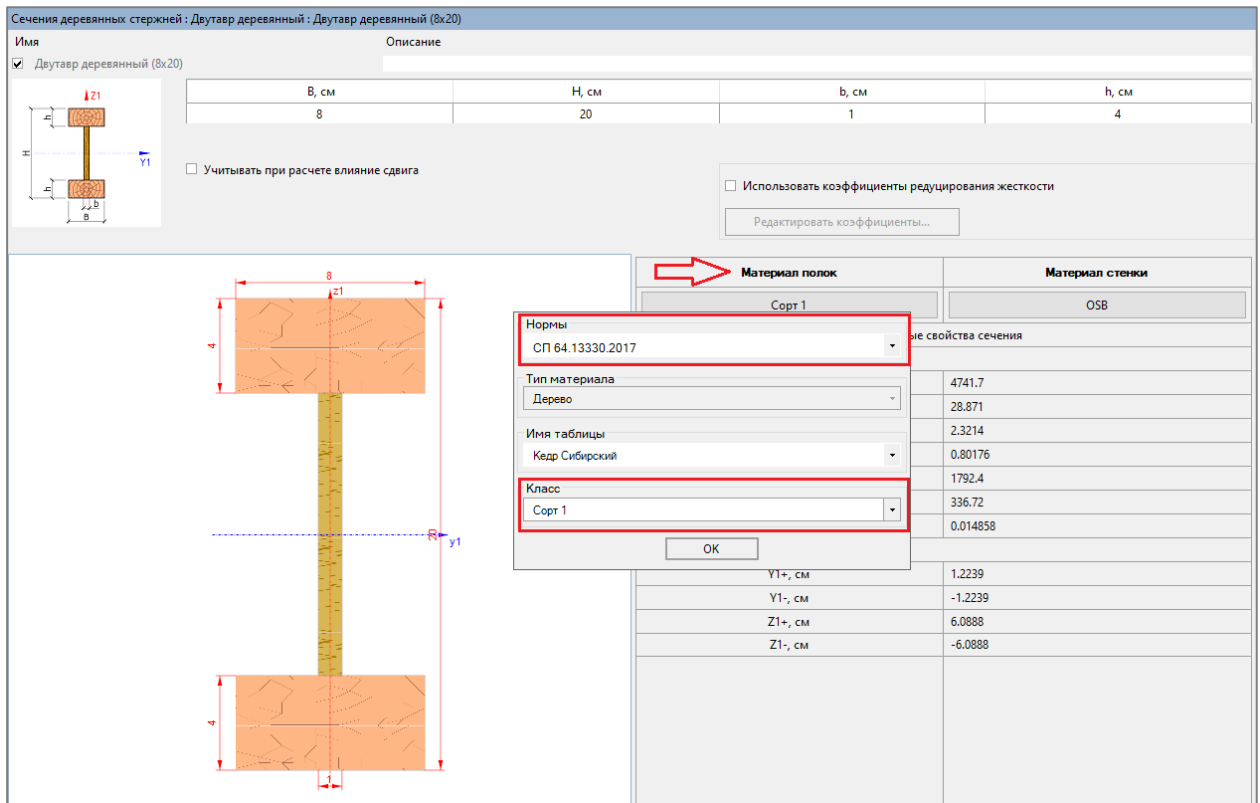 Сечения деревянных стержней : Двутавр деревянный : Двутавр деревянный (8x20)
Имя Описание
Двутавр деревянный (8x20)
B, см H, см b, см h, см
8 20 1 4
Z1
h
H
Y1
h
b
B
Учитывать при расчете влияние сдвига
Использовать коэффициенты редуцирования жесткости
Редактировать коэффициенты...
Материал полок Материал стенки
Сорт 1 OSB
ые свойства сечения
Нормы
СП 64.13330.2017
Тип материала
Дерево
Имя таблицы
Кедр Сибирский
Класс
Сорт 1
OK
4741.7
28.871
2.3214
0.80176
1792.4
336.72
0.014858
Y1+, см 1.2239
Y1-, см -1.2239
Z1+, см 6.0888
Z1-, см -6.0888
8
z1
4
20
y1
4
1